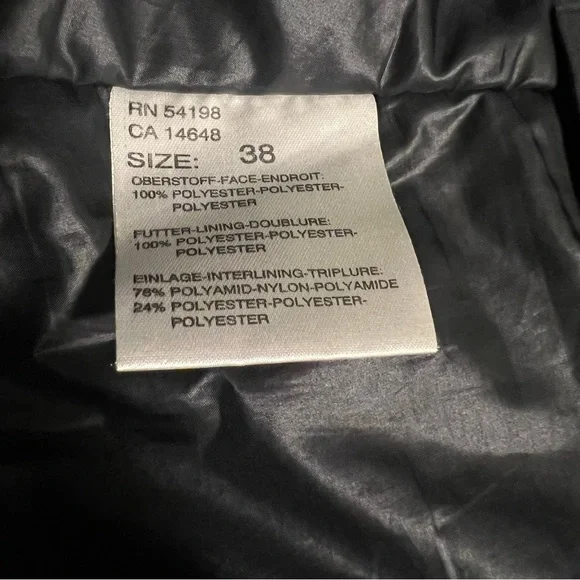 RN 54198
CA 14648
SIZE: 38
OBERSTOFF-FACE-ENDROIT:
100% POLYESTER-POLYESTER-
POLYESTER
FUTTER-LINING-DOUBLURE:
100% POLYESTER-POLYESTER-
POLYESTER
EINLAGE-INTERLINING-TRIPLURE:
76% POLYAMID-NYLON-POLYAMIDE
24% POLYESTER-POLYESTER-
POLYESTER